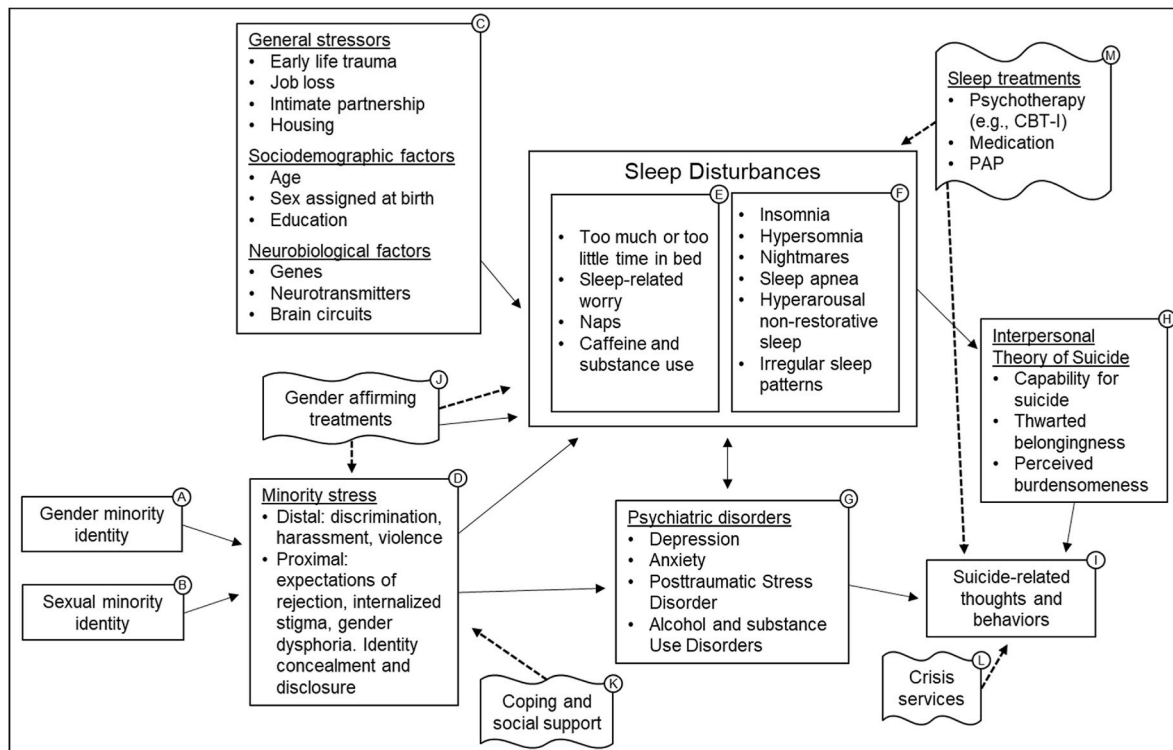 C
General stressors
• Early life trauma
• Job loss
• Intimate partnership
• Housing
Sociodemographic factors
• Age
• Sex assigned at birth
• Education
Neurobiological factors
• Genes
• Neurotransmitters
• Brain circuits
M
Sleep treatments
• Psychotherapy
(e.g., CBT-I)
• Medication
• PAP
Sleep Disturbances
E
• Too much or too
little time in bed
• Sleep-related
worry
• Naps
• Caffeine and
substance use
F
• Insomnia
• Hypersomnia
• Nightmares
• Sleep apnea
• Hyperarousal
non-restorative
sleep
• Irregular sleep
patterns
H
Interpersonal
Theory of Suicide
• Capability for
suicide
• Thwarted
belongingness
• Perceived
burdensomeness
J
Gender affirming
treatments
A
Gender minority
identity
B
Sexual minority
identity
D
Minority stress
• Distal: discrimination,
harassment, violence
• Proximal:
expectations of
rejection, internalized
stigma, gender
dysphoria. Identity
concealment and
disclosure
G
Psychiatric disorders
• Depression
• Anxiety
• Posttraumatic Stress
Disorder
• Alcohol and substance
Use Disorders
I
Suicide-related
thoughts and
behaviors
K
Coping and
social support
L
Crisis
services